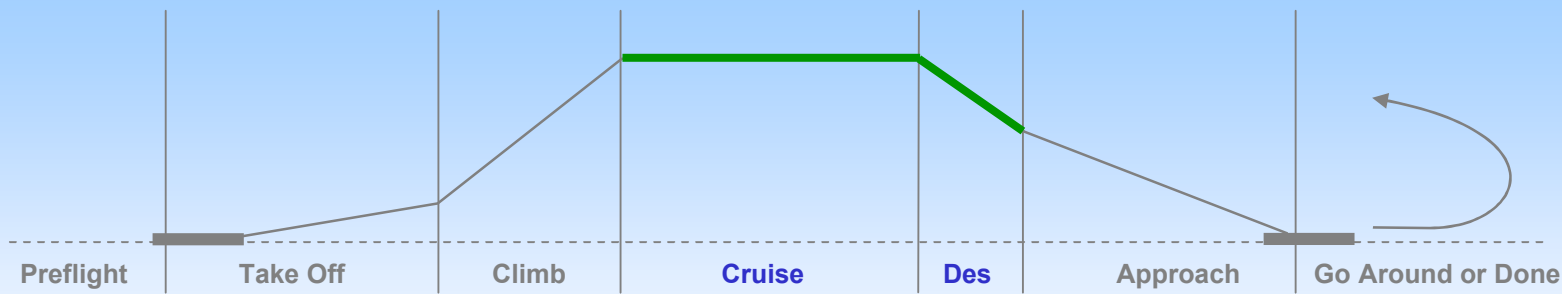 Preflight
Take Off
Climb
Cruise
Des
Approach
Go Around or Done